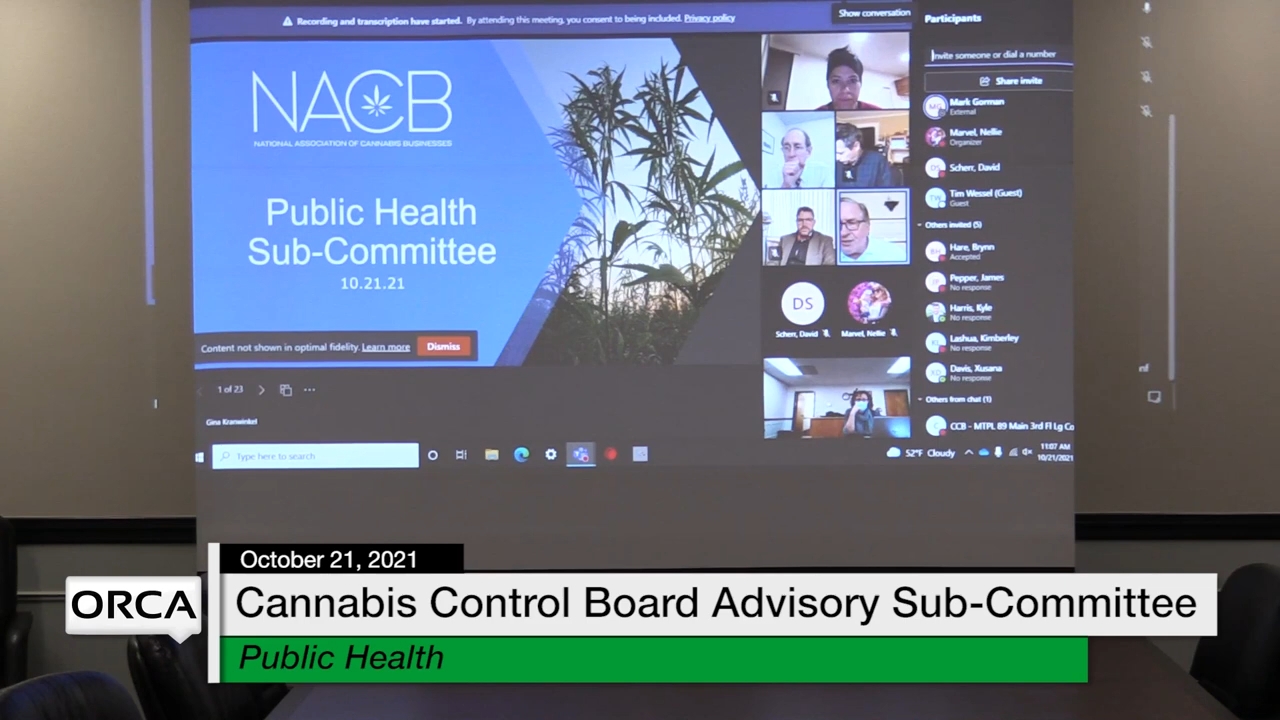 Recording and transcription have started. By attending this meeting, you consent to being included. Privacy policy
Show conversation
NACB
NATIONAL ASSOCIATION OF CANNABIS BUSINESSES
Public Health
Sub-Committee
10.21.21
Content not shown in optimal fidelity. Learn more Dismiss
1 of 23
Gina Kranwinkel
DS
Scherr, David
Marvel, Nellie
Participants
Invite someone or dial a number
Share invite
Mark Gorman
External
Marvel, Nellie
Organizer
Scherr, David
TW
Tim Wessel (Guest)
Guest
Others invited (5)
Hare, Brynn
Accepted
Pepper, James
No response
Harris, Kyle
No response
Lashua, Kimberley
No response
Davis, Xusana
No response
Others from chat (1)
CCB - MTPL 89 Main 3rd Fl Lg Co
Type here to search
52°F Cloudy
11:07 AM
10/21/2021
October 21, 2021
ORCA
Cannabis Control Board Advisory Sub-Committee
Public Health